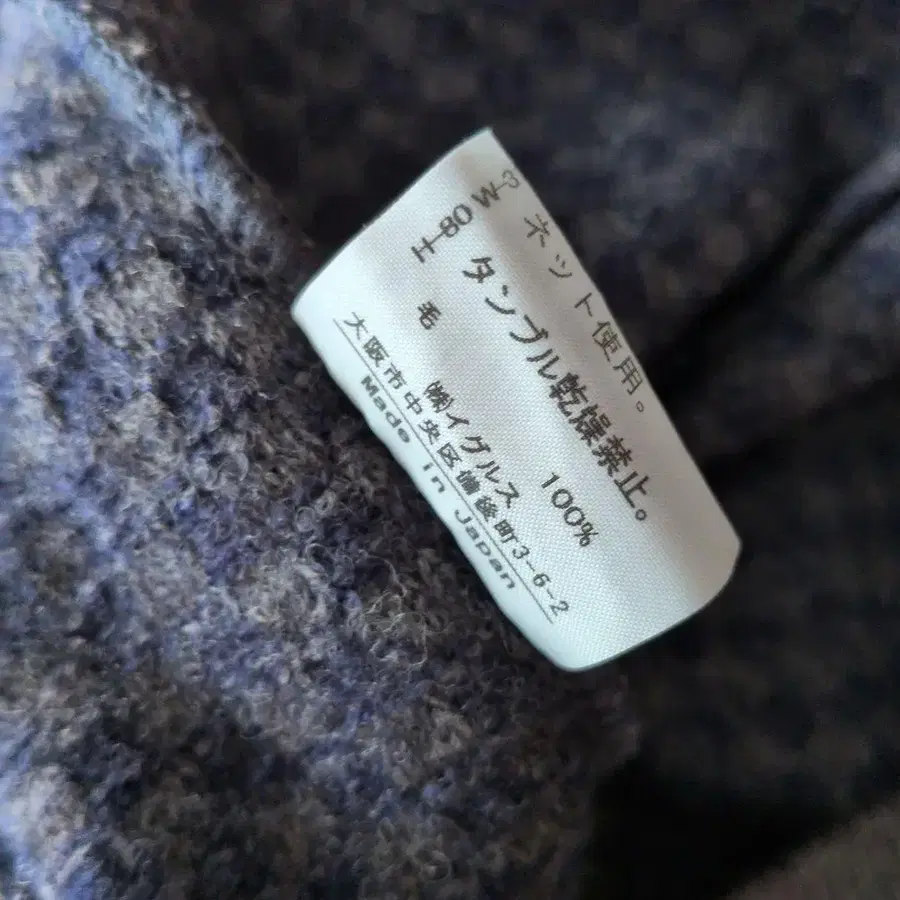 ネット使用。
タンブル乾燥禁止。
毛 100%
㈱イグルス
大阪市中央区備後町3-6-2
Made in Japan